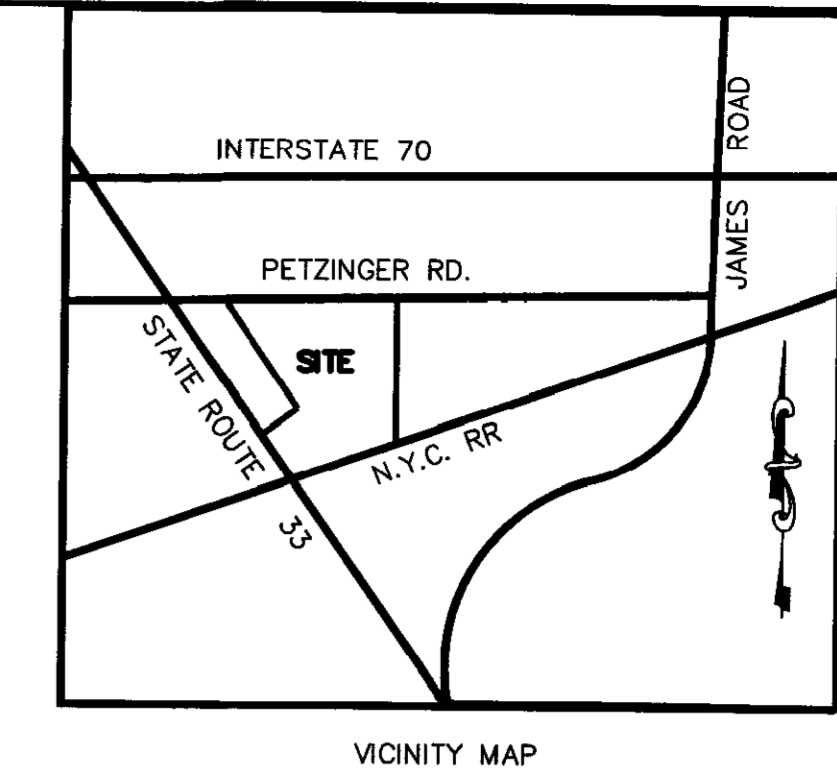 ROAD
INTERSTATE 70
JAMES
PETZINGER RD.
STATE ROUTE 33
SITE
N.Y.C. RR
VICINITY MAP